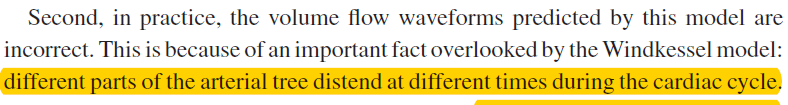 Second, in practice, the volume flow waveforms predicted by this model are
incorrect. This is because of an important fact overlooked by the Windkessel model:
different parts of the arterial tree distend at different times during the cardiac cycle.